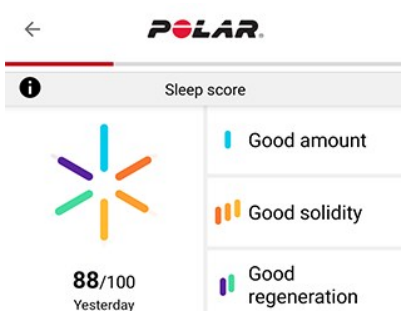 POLAR.
Sleep score
Good amount
Good solidity
88/100
Yesterday
Good
regeneration